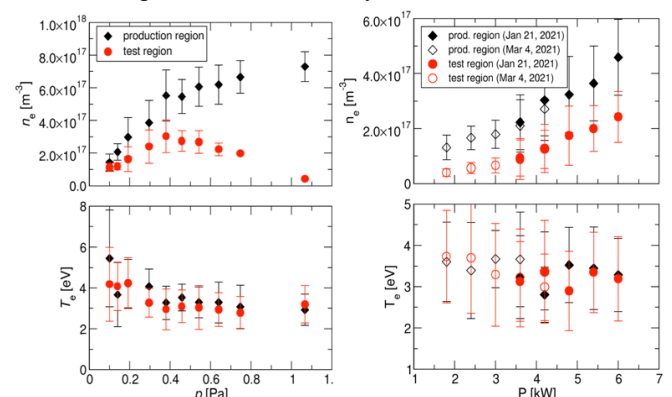 1.0×10^18
8.0×10^17
6.0×10^17
4.0×10^17
2.0×10^17
0.0
n_e [m^-3]
production region
test region
6.0×10^17
4.0×10^17
2.0×10^17
0
n_e [m^-3]
prod. region (Jan 21, 2021)
prod. region (Mar 4, 2021)
test region (Jan 21, 2021)
test region (Mar 4, 2021)
8
6
4
2
0
T_e [eV]
0 0.2 0.4 0.6 0.8 1.0 1.
p [Pa]
5
4
3
2
1
T_e [eV]
1 2 3 4 5 6 7
P [kW]